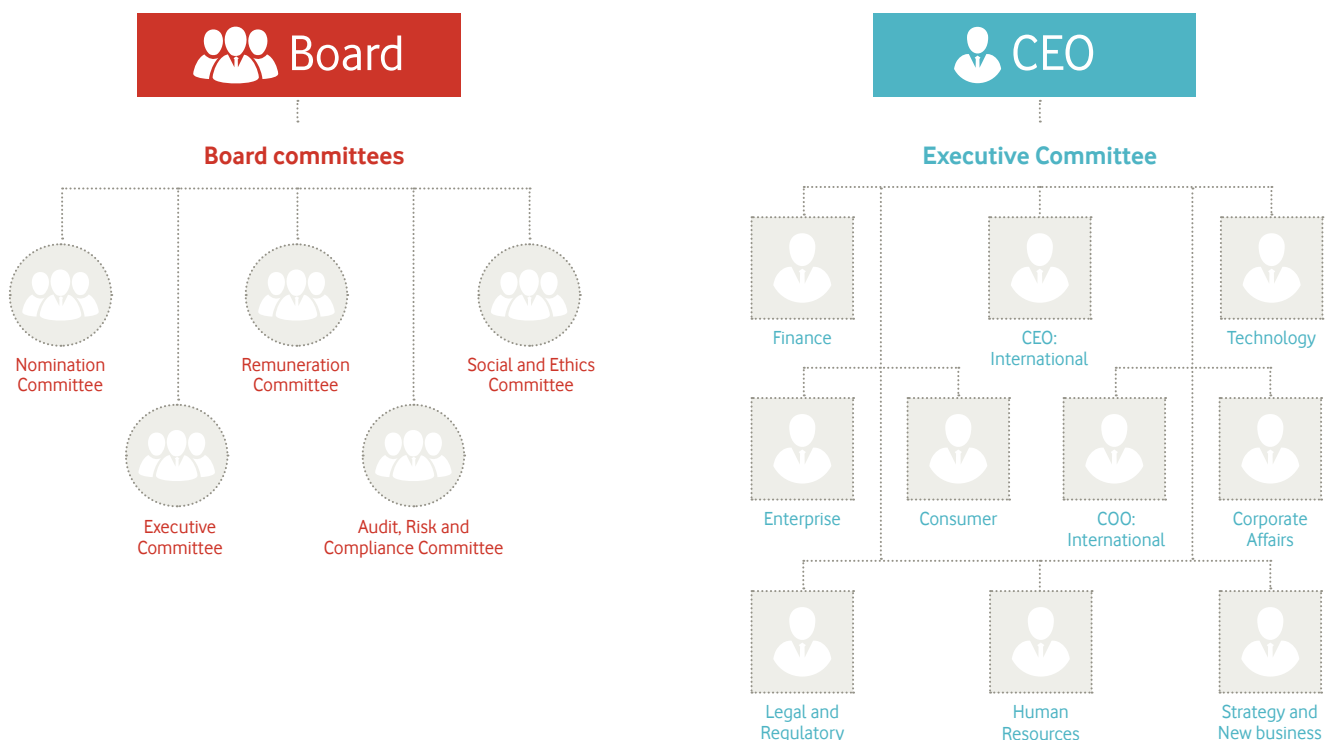 Board
CEO
Board committees
Executive Committee
Finance
CEO:
International
Technology
Nomination
Committee
Remuneration
Committee
Social and Ethics
Committee
Enterprise
Consumer
COO:
International
Corporate
Affairs
Executive
Committee
Audit, Risk and
Compliance Committee
Legal and
Regulatory
Human
Resources
Strategy and
New business